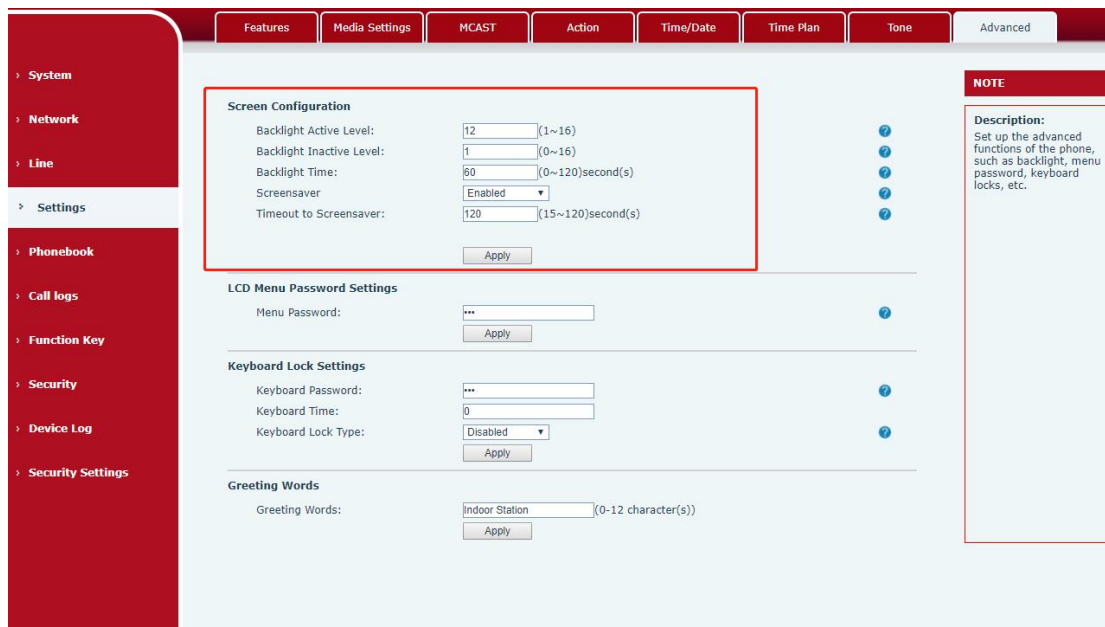 Features Media Settings MCAST Action Time/Date Time Plan Tone Advanced
› System
› Network
› Line
› Settings
› Phonebook
› Call logs
› Function Key
› Security
› Device Log
› Security Settings
Screen Configuration
Backlight Active Level: 12 (1~16)
Backlight Inactive Level: 1 (0~16)
Backlight Time: 60 (0~120)second(s)
Screensaver Enabled
Timeout to Screensaver: 120 (15~120)second(s)
Apply
LCD Menu Password Settings
Menu Password: •••
Apply
Keyboard Lock Settings
Keyboard Password: •••
Keyboard Time: 0
Keyboard Lock Type: Disabled
Apply
Greeting Words
Greeting Words: Indoor Station (0-12 character(s))
Apply
NOTE
Description:
Set up the advanced
functions of the phone,
such as backlight, menu
password, keyboard
locks, etc.